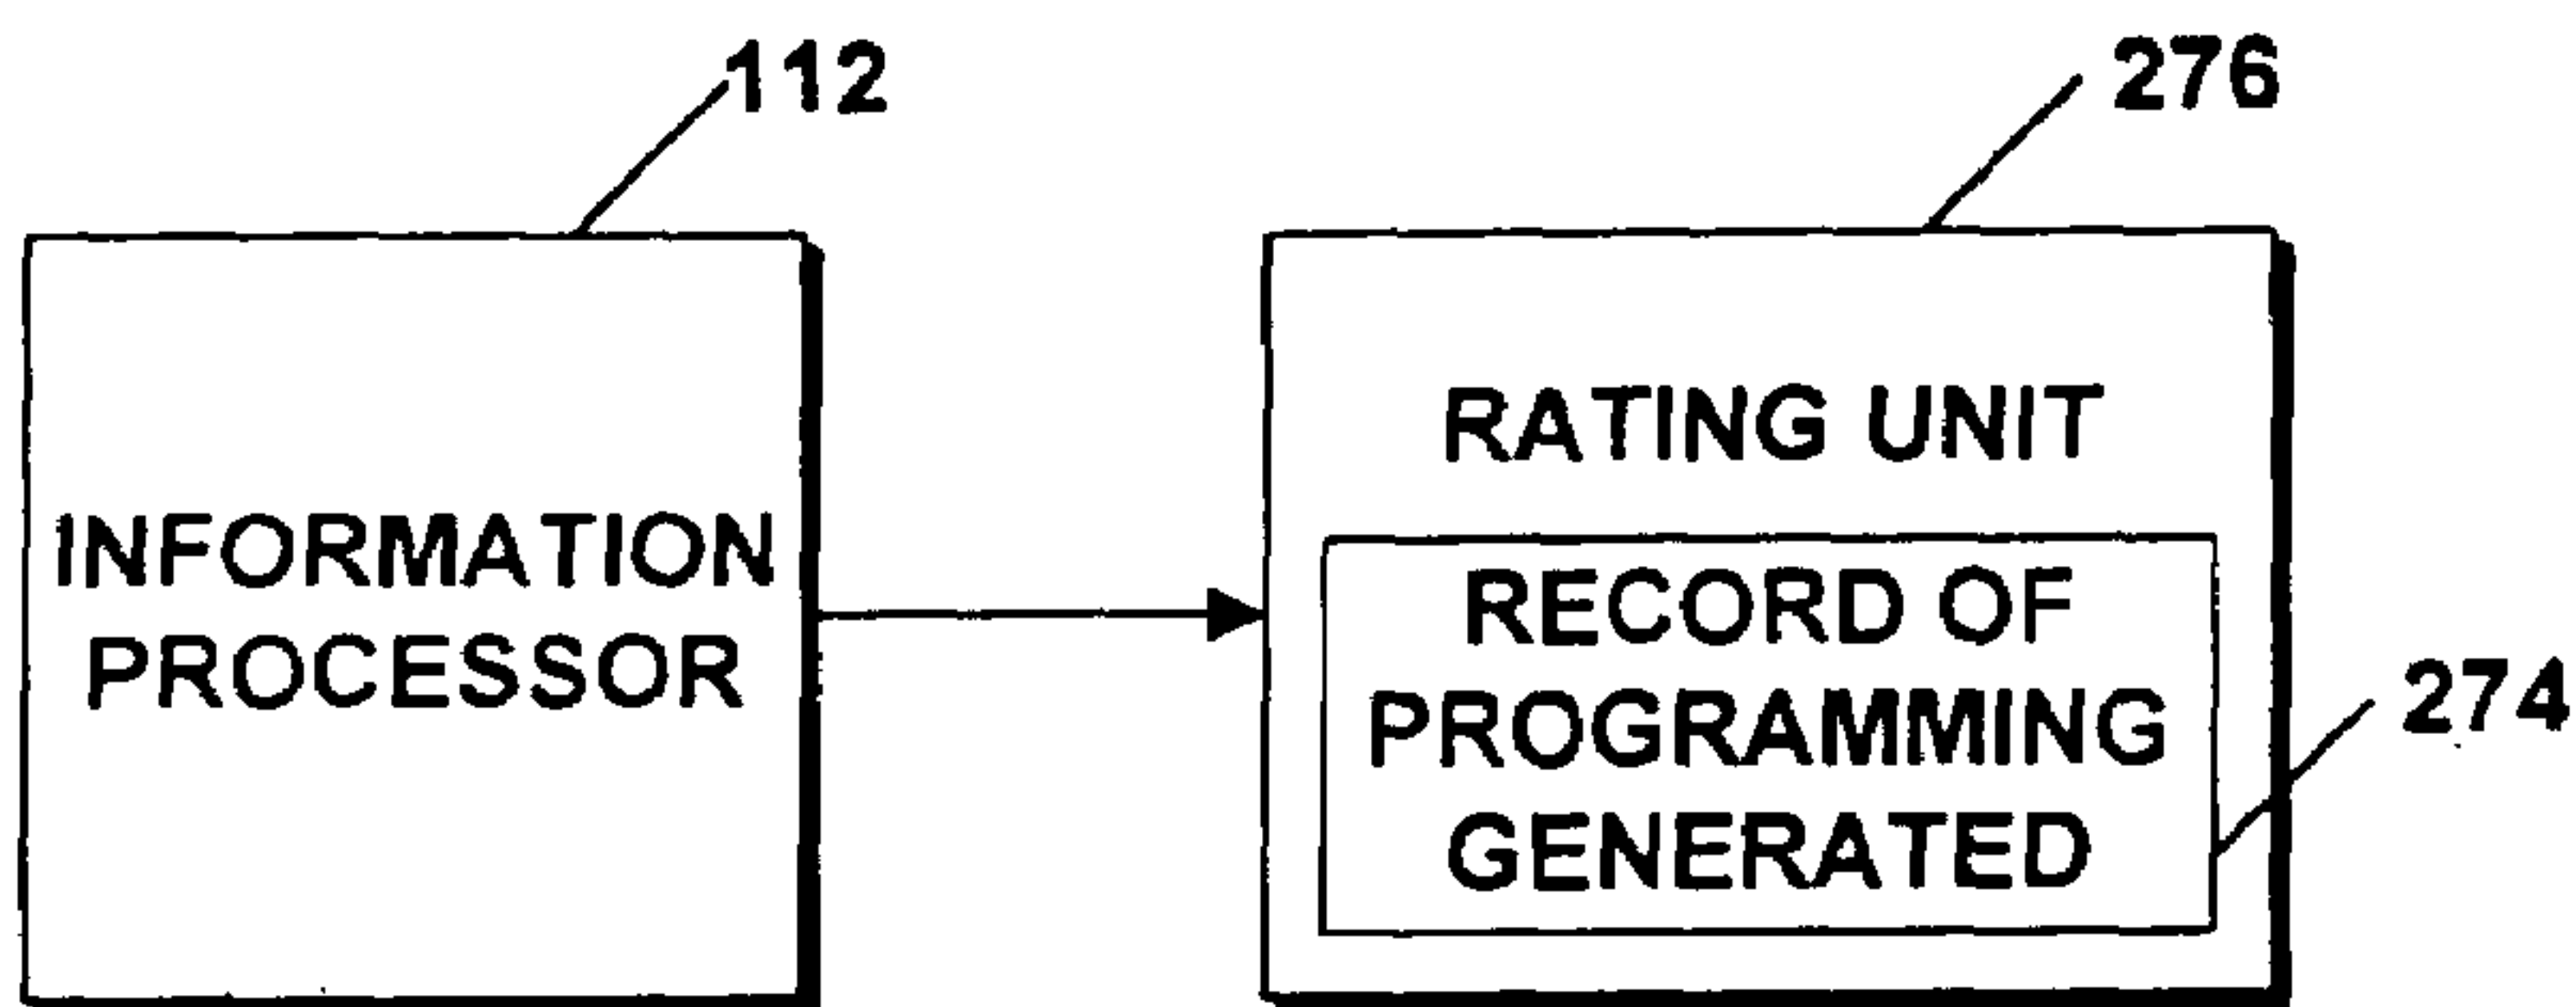 112
276
INFORMATION
PROCESSOR
RATING UNIT
RECORD OF
PROGRAMMING
GENERATED
274